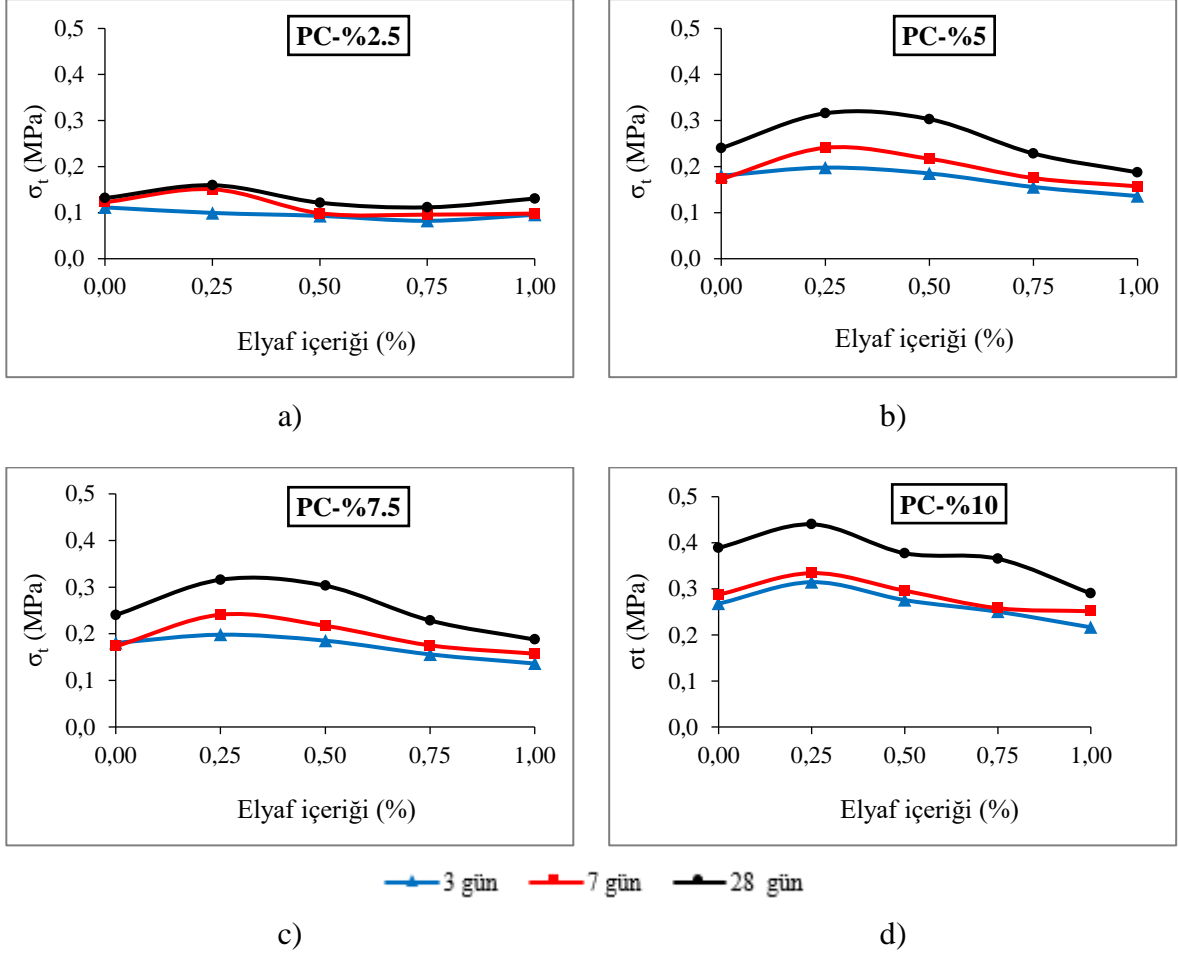 PC-%2.5
σt (MPa)
0,5
0,4
0,3
0,2
0,1
0,0
0,00 0,25 0,50 0,75 1,00
Elyaf içeriği (%)
a)
PC-%5
σt (MPa)
0,5
0,4
0,3
0,2
0,1
0,0
0,00 0,25 0,50 0,75 1,00
Elyaf içeriği (%)
b)
PC-%7.5
σt (MPa)
0,5
0,4
0,3
0,2
0,1
0,0
0,00 0,25 0,50 0,75 1,00
Elyaf içeriği (%)
PC-%10
σt (MPa)
0,5
0,4
0,3
0,2
0,1
0,0
0,00 0,25 0,50 0,75 1,00
Elyaf içeriği (%)
3 gün 7 gün 28 gün
c)
d)